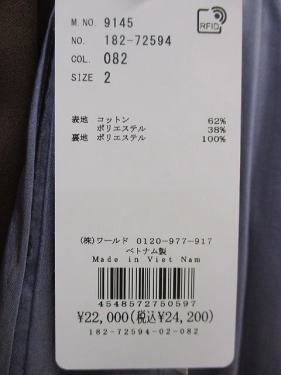 M.NO. 9145
RFID
NO. 182-72594
COL. 082
SIZE 2
表地 コットン 62%
ポリエステル 38%
裏地 ポリエステル 100%
(株)ワールド 0120-977-917
ベトナム製
Made in Viet Nam
4548572750597
¥22,000(税込¥24,200)
182-72594-02-082